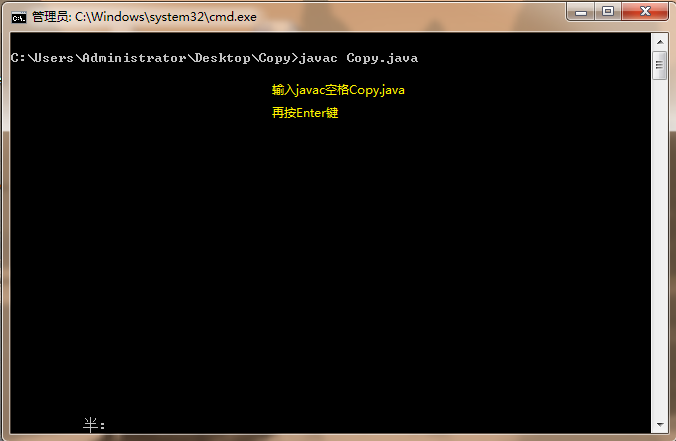 管理员: C:\Windows\system32\cmd.exe
C:\Users\Administrator\Desktop\Copy>javac Copy.java
输入javac空格Copy.java
再按Enter键
半: